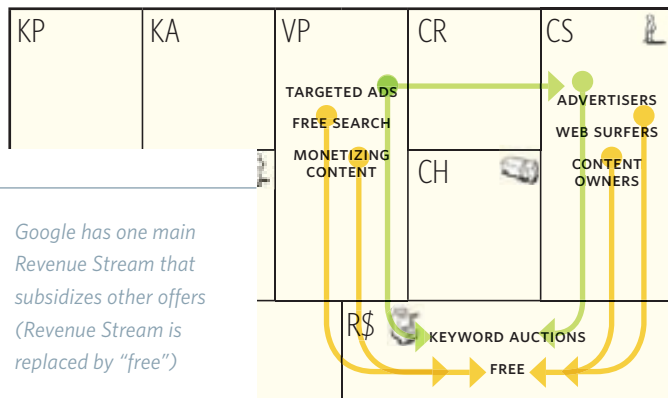 KP
KA
VP
CR
CS
TARGETED ADS
FREE SEARCH
MONETIZING
CONTENT
ADVERTISERS
WEB SURFERS
CONTENT
OWNERS
CH
Google has one main
Revenue Stream that
subsidizes other offers
(Revenue Stream is
replaced by “free”)
R$
KEYWORD AUCTIONS
FREE